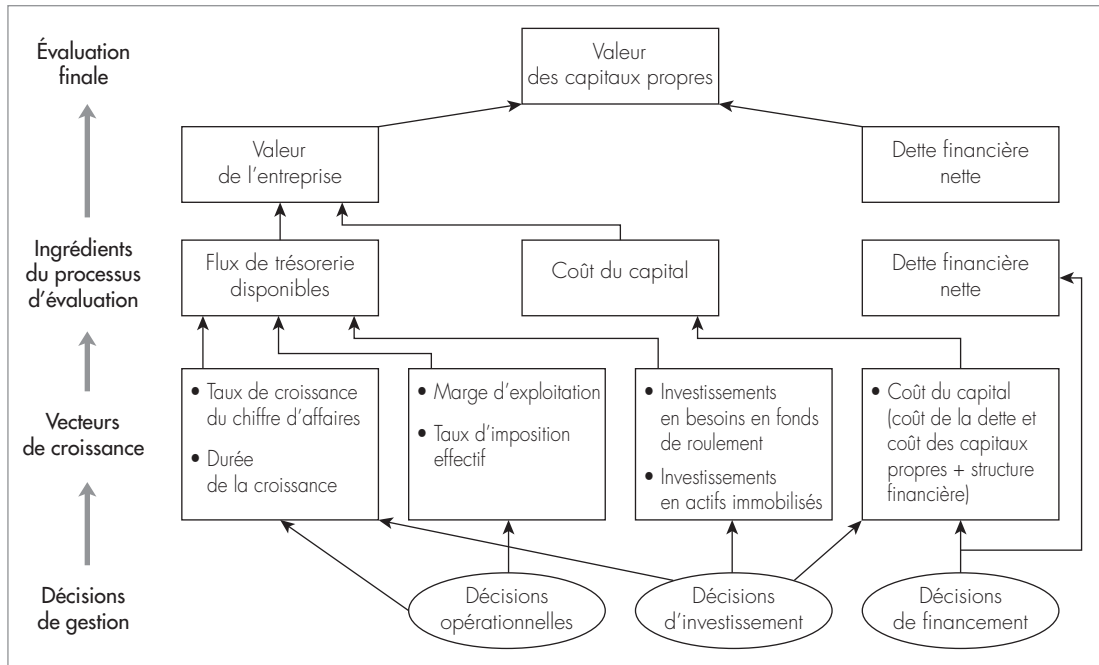 Évaluation
finale
Valeur
des capitaux propres
Valeur
de l’entreprise
Dette financière
nette
Ingrédients
du processus
d’évaluation
Flux de trésorerie
disponibles
Coût du capital
Dette financière
nette
Vecteurs
de croissance
• Taux de croissance
du chiffre d’affaires
• Durée
de la croissance
• Marge d’exploitation
• Taux d’imposition
effectif
• Investissements
en besoins en fonds
de roulement
• Investissements
en actifs immobilisés
• Coût du capital
(coût de la dette et
coût des capitaux
propres + structure
financière)
Décisions
de gestion
Décisions
opérationnelles
Décisions
d’investissement
Décisions
de financement